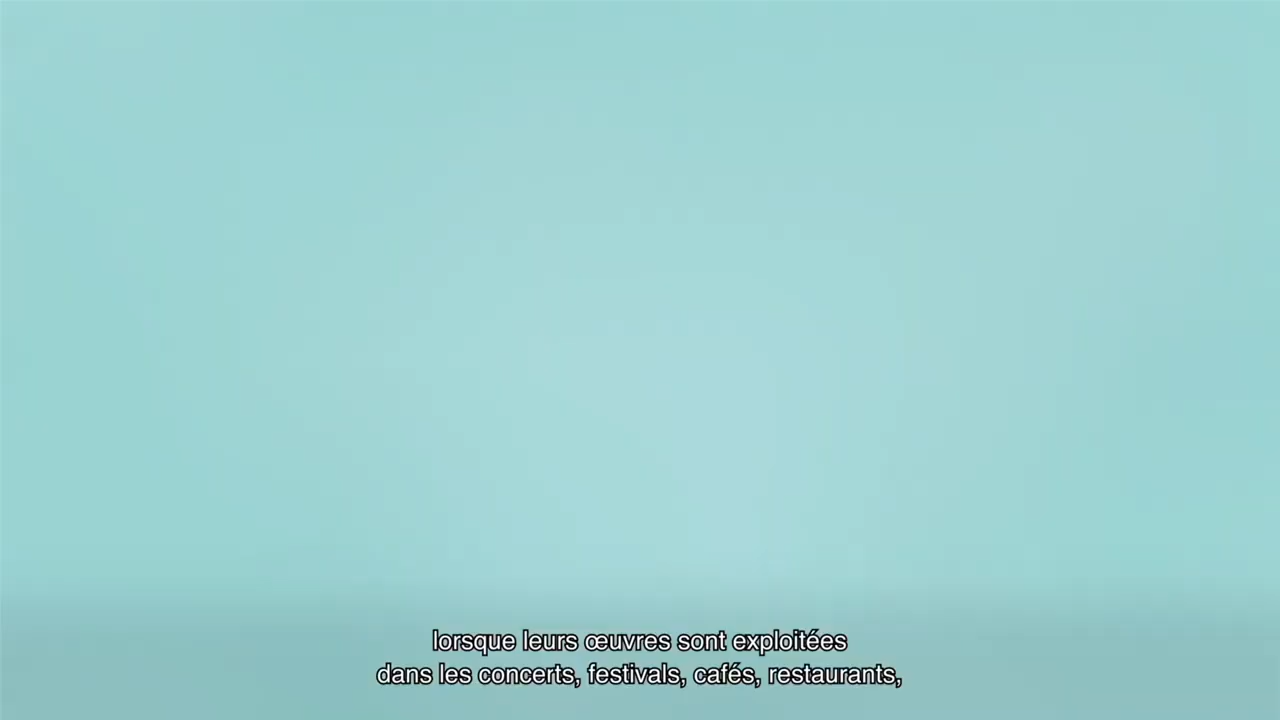 lorsque leurs œuvres sont exploitées
dans les concerts, festivals, cafés, restaurants,